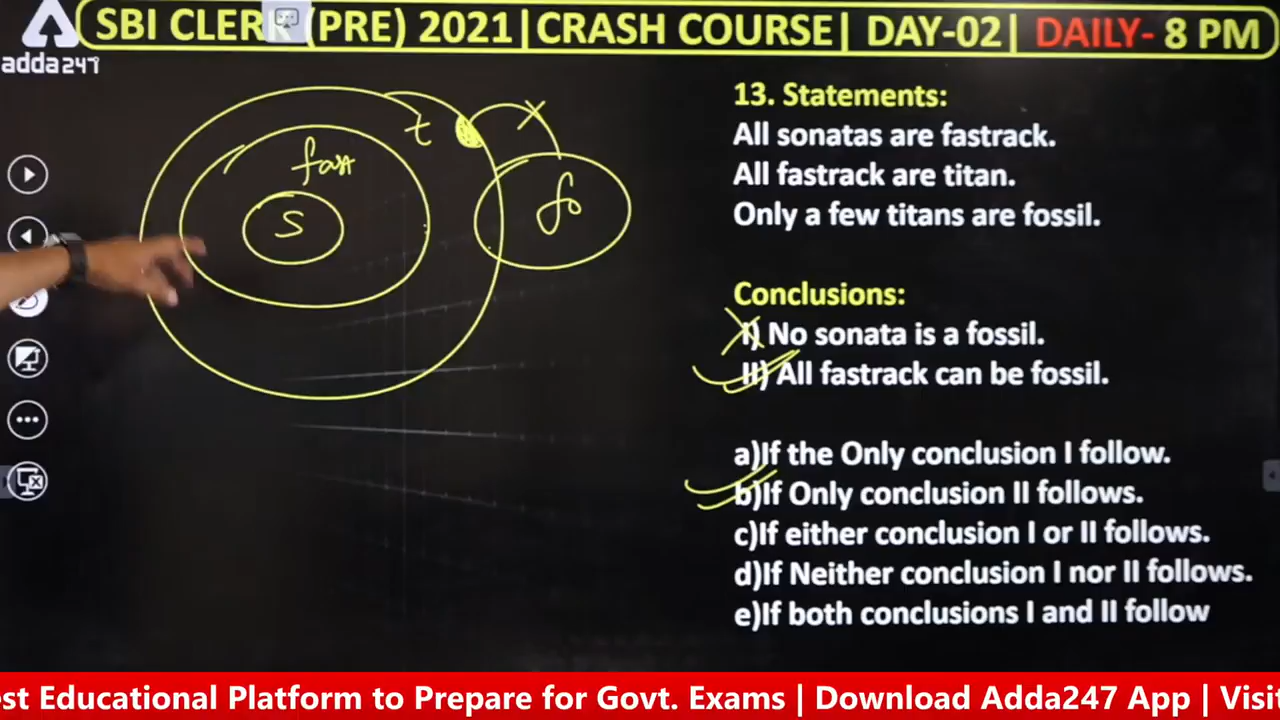 SBI CLERK (PRE) 2021|CRASH COURSE| DAY-02| DAILY- 8 PM
adda247
13. Statements:
All sonatas are fastrack.
All fastrack are titan.
Only a few titans are fossil.
t
fast
S
fo
Conclusions:
I) No sonata is a fossil.
II) All fastrack can be fossil.
a)If the Only conclusion I follow.
b)If Only conclusion II follows.
c)If either conclusion I or II follows.
d)If Neither conclusion I nor II follows.
e)If both conclusions I and II follow
est Educational Platform to Prepare for Govt. Exams | Download Adda247 App | Visit